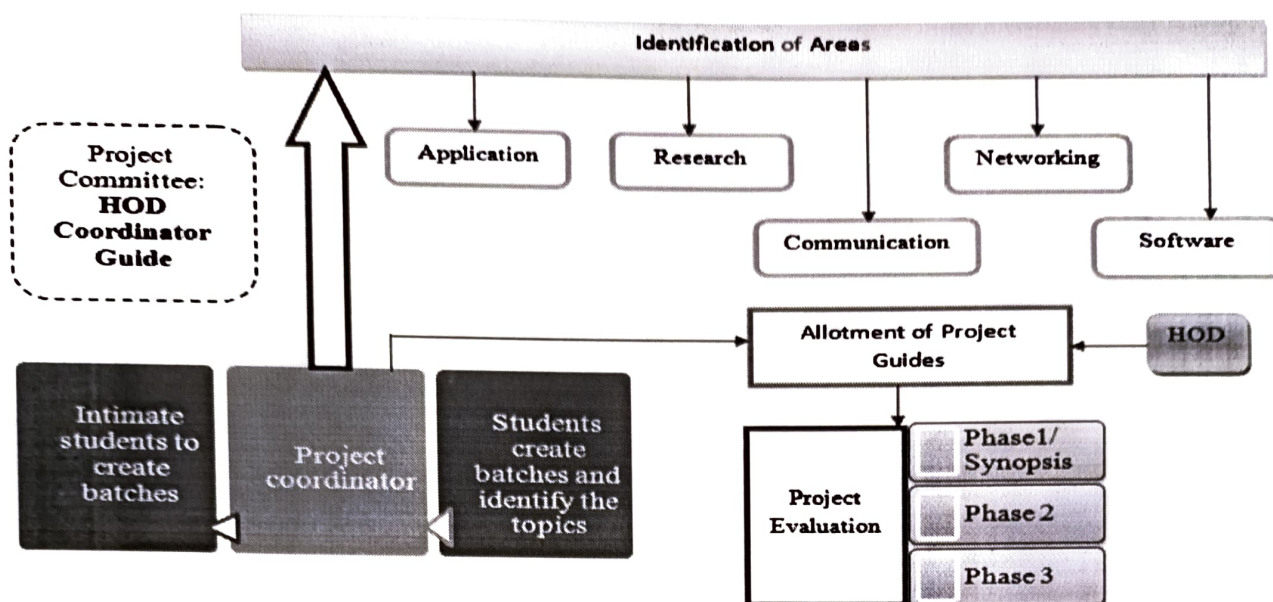 Identification of Areas
Project
Committee:
HOD
Coordinator
Guide
Application
Research
Networking
Communication
Software
Allotment of Project
Guides
HOD
Intimate
students to
create
batches
Project
coordinator
Students
create
batches and
identify the
topics
Project
Evaluation
Phase1/
Synopsis
Phase 2
Phase 3